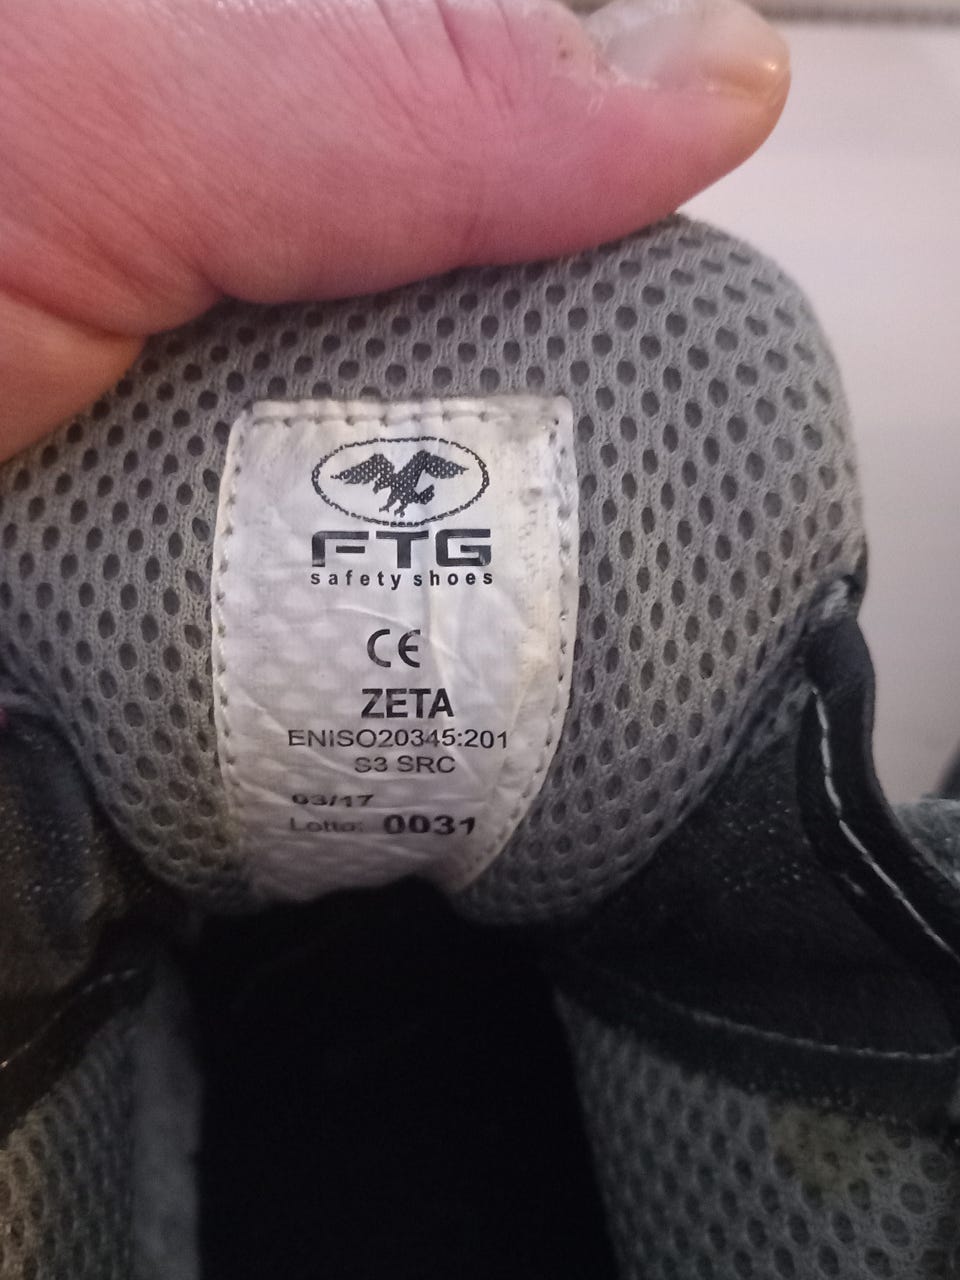 FTG
safety shoes
CE
ZETA
ENISO20345:201
S3 SRC
03/17
Lotto: 0031